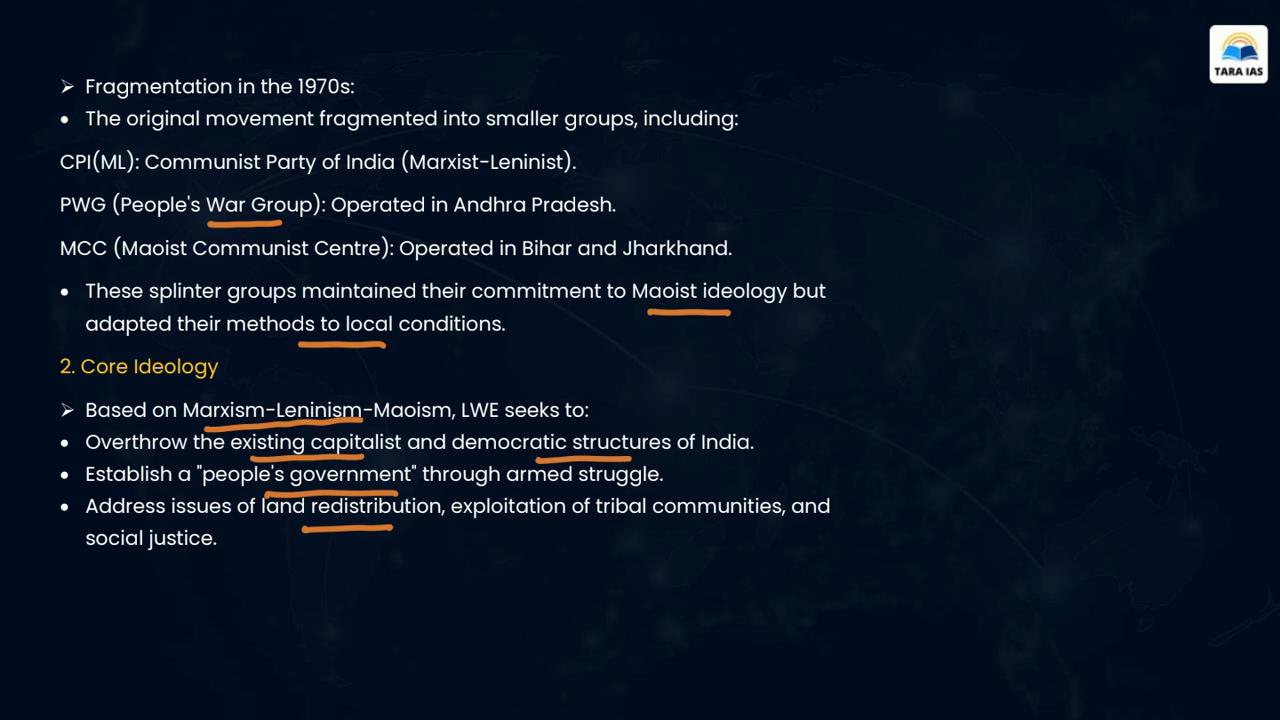 TARA IAS
➢ Fragmentation in the 1970s:
• The original movement fragmented into smaller groups, including:
CPI(ML): Communist Party of India (Marxist-Leninist).
PWG (People's War Group): Operated in Andhra Pradesh.
MCC (Maoist Communist Centre): Operated in Bihar and Jharkhand.
• These splinter groups maintained their commitment to Maoist ideology but
adapted their methods to local conditions.
2. Core Ideology
➢ Based on Marxism-Leninism-Maoism, LWE seeks to:
• Overthrow the existing capitalist and democratic structures of India.
• Establish a "people's government" through armed struggle.
• Address issues of land redistribution, exploitation of tribal communities, and
social justice.